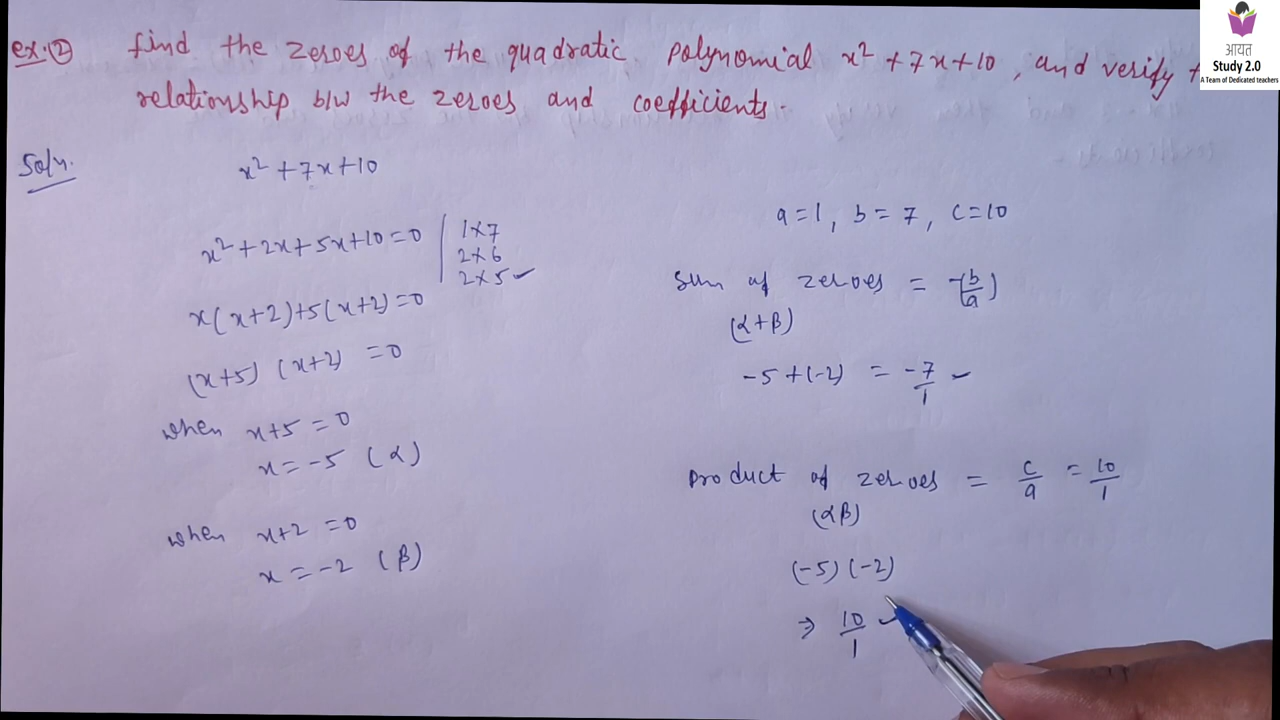 ex.② find the zeroes of the quadratic polynomial x² + 7x + 10 , and verify
relationship b/w the zeroes and coefficients.
आयत
Study 2.0
A Team of Dedicated teachers
Soln.
x² + 7x + 10
x² + 2x + 5x + 10 = 0
1 x 7
2 x 6
2 x 5 ✓
x(x+2)+5(x+2) = 0
(x+5) (x+2) = 0
when x+5 = 0
x = -5 (α)
when x+2 = 0
x = -2 (β)
a = 1, b = 7, c = 10
Sum of zeroes = -(b/a)
(α+β)
-5 + (-2) = -7/1 ✓
product of zeroes = c/a = 10/1
(αβ)
(-5) (-2)
⇒ 10/1 ✓